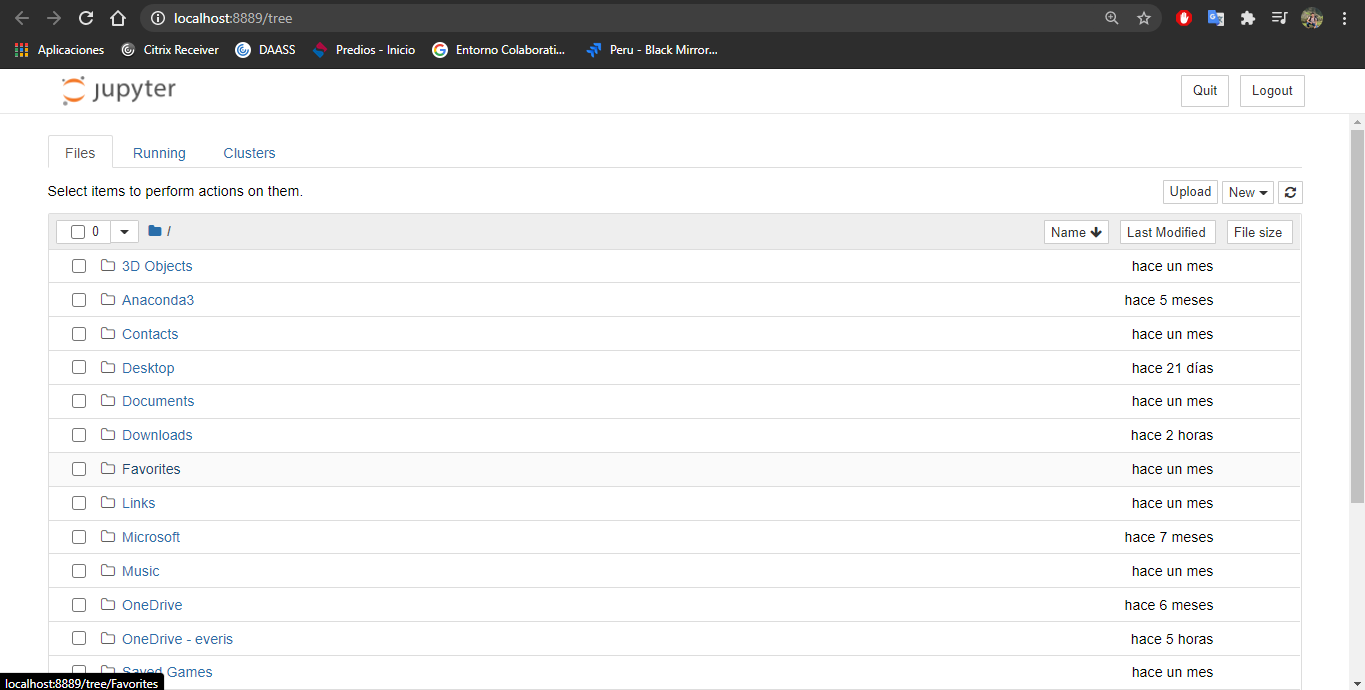 localhost:8889/tree
Aplicaciones Citrix Receiver DAASS Predios - Inicio Entorno Colaborati... Peru - Black Mirror...
jupyter Quit Logout
Files Running Clusters
Select items to perform actions on them. Upload New
0 / Name Last Modified File size
3D Objects hace un mes
Anaconda3 hace 5 meses
Contacts hace un mes
Desktop hace 21 días
Documents hace un mes
Downloads hace 2 horas
Favorites hace un mes
Links hace un mes
Microsoft hace 7 meses
Music hace un mes
OneDrive hace 6 meses
OneDrive - everis hace 5 horas
Saved Games hace un mes
localhost:8889/tree/Favorites